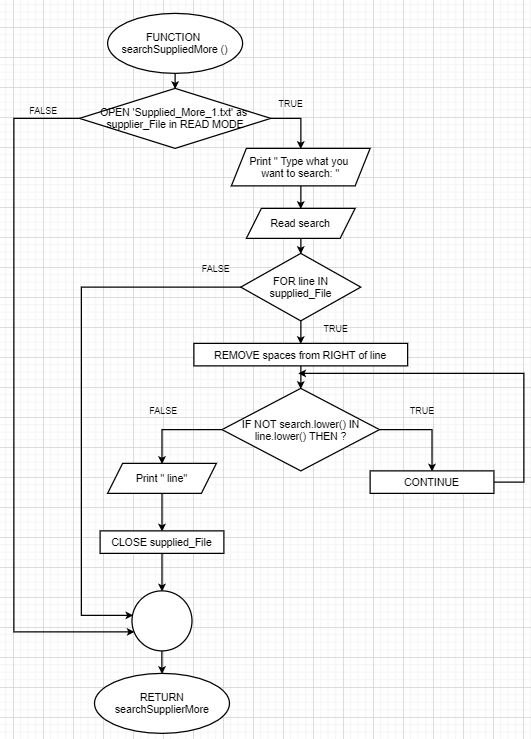 FUNCTION
searchSuppliedMore ()
FALSE
TRUE
OPEN 'Supplied_More_1.txt' as
supplier_File in READ MODE
Print " Type what you
want to search: "
Read search
FALSE
FOR line IN
supplied_File
TRUE
REMOVE spaces from RIGHT of line
FALSE
TRUE
IF NOT search.lower() IN
line.lower() THEN ?
Print " line"
CONTINUE
CLOSE supplied_File
RETURN
searchSupplierMore